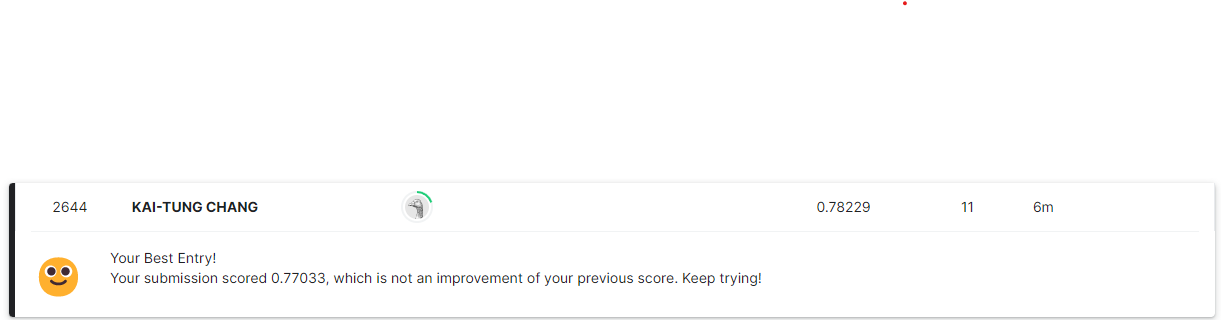 2644 KAI-TUNG CHANG 0.78229 11 6m
Your Best Entry!
Your submission scored 0.77033, which is not an improvement of your previous score. Keep trying!